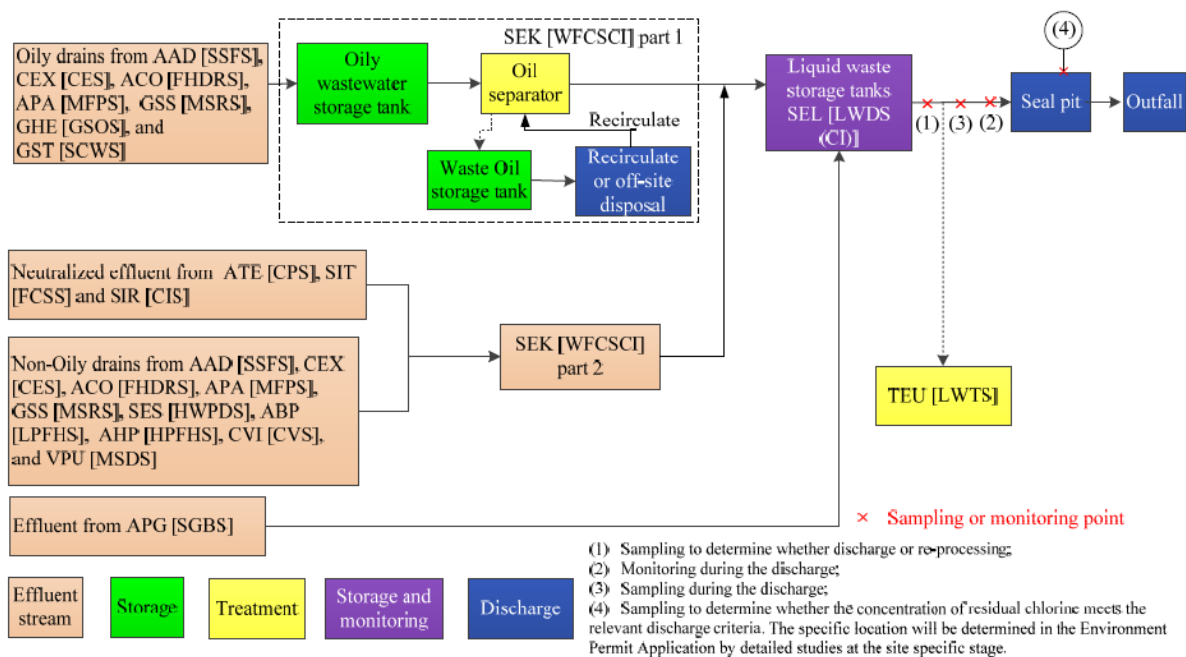 Oily drains from AAD [SSFS],
CEX [CES], ACO [FHDRS],
APA [MFPS], GSS [MSRS],
GHE [GSOS], and
GST [SCWS]
SEK [WFCSCI] part 1
Oily
wastewater
storage tank
Oil
separator
Recirculate
Waste Oil
storage tank
Recirculate
or off-site
disposal
Liquid waste
storage tanks
SEL [LWDS
(CI)]
(1)
(3)
(2)
(4)
Seal pit
Outfall
Neutralized effluent from ATE [CPS], SIT
[FCSS] and SIR [CIS]
SEK [WFCSCI]
part 2
Non-Oily drains from AAD [SSFS], CEX
[CES], ACO [FHDRS], APA [MFPS],
GSS [MSRS], SES [HWPDS], ABP
[LPFHS], AHP [HPFHS], CVI [CVS],
and VPU [MSDS]
TEU [LWTS]
Effluent from APG [SGBS]
× Sampling or monitoring point
(1) Sampling to determine whether discharge or re-processing;
(2) Monitoring during the discharge;
(3) Sampling during the discharge;
(4) Sampling to determine whether the concentration of residual chlorine meets the
relevant discharge criteria. The specific location will be determined in the Environment
Permit Application by detailed studies at the site specific stage.
Effluent
stream
Storage
Treatment
Storage and
monitoring
Discharge